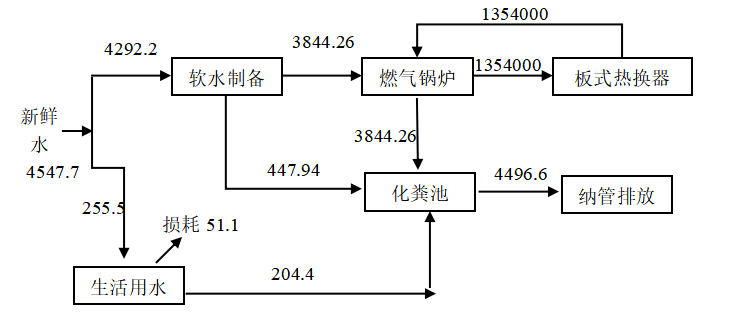 1354000
4292.2
3844.26
软水制备
燃气锅炉
1354000
板式热换器
新鲜
水
4547.7
3844.26
447.94
化粪池
4496.6
纳管排放
255.5
损耗 51.1
生活用水
204.4